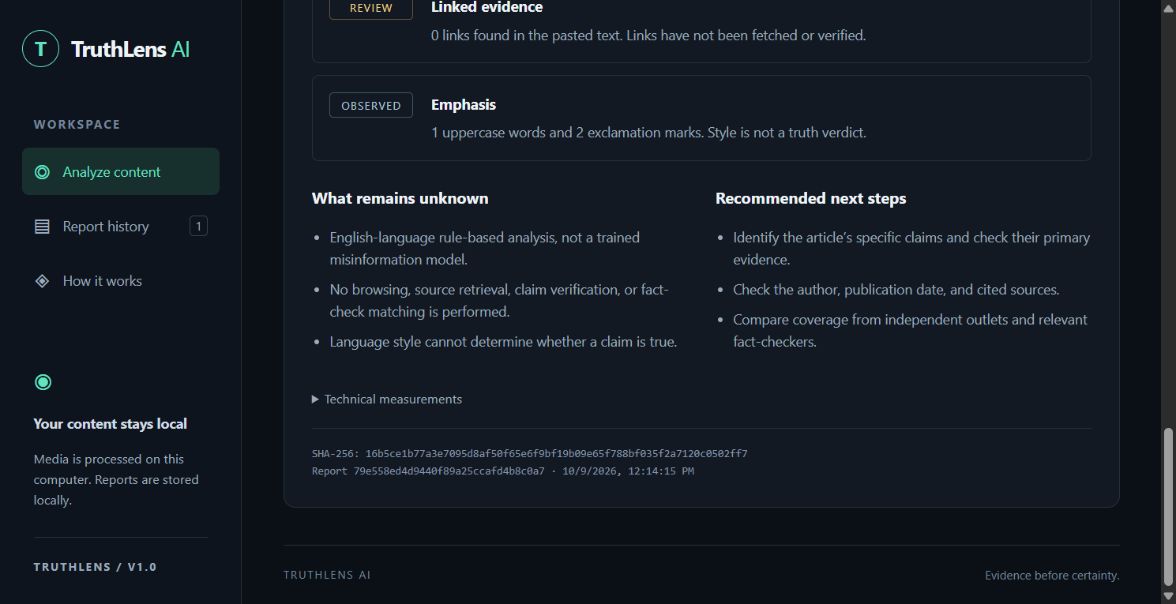 T TruthLens AI
WORKSPACE
Analyze content
Report history 1
How it works
Your content stays local
Media is processed on this
computer. Reports are stored
locally.
TRUTHLENS / V1.0
REVIEW Linked evidence
0 links found in the pasted text. Links have not been fetched or verified.
OBSERVED Emphasis
1 uppercase words and 2 exclamation marks. Style is not a truth verdict.
What remains unknown
• English-language rule-based analysis, not a trained
misinformation model.
• No browsing, source retrieval, claim verification, or fact-
check matching is performed.
• Language style cannot determine whether a claim is true.
Recommended next steps
• Identify the article's specific claims and check their primary
evidence.
• Check the author, publication date, and cited sources.
• Compare coverage from independent outlets and relevant
fact-checkers.
Technical measurements
SHA-256: 16b5ce1b77a3e7095d8af50f65e6f9bf19b09e65f788bf035f2a7120c0502ff7
Report 79e558ed4d9440f89a25ccafd4b8c0a7 · 10/9/2026, 12:14:15 PM
TRUTHLENS AI
Evidence before certainty.